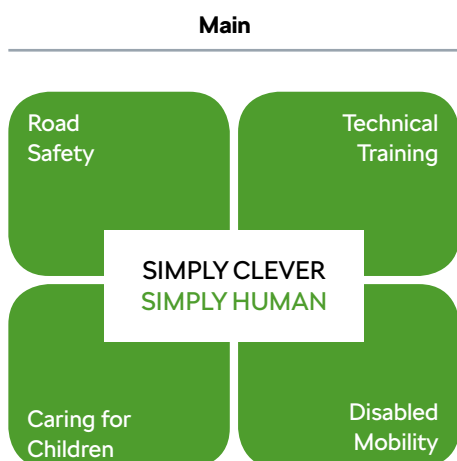 Main
Road
Safety
Technical
Training
SIMPLY CLEVER
SIMPLY HUMAN
Caring for
Children
Disabled
Mobility